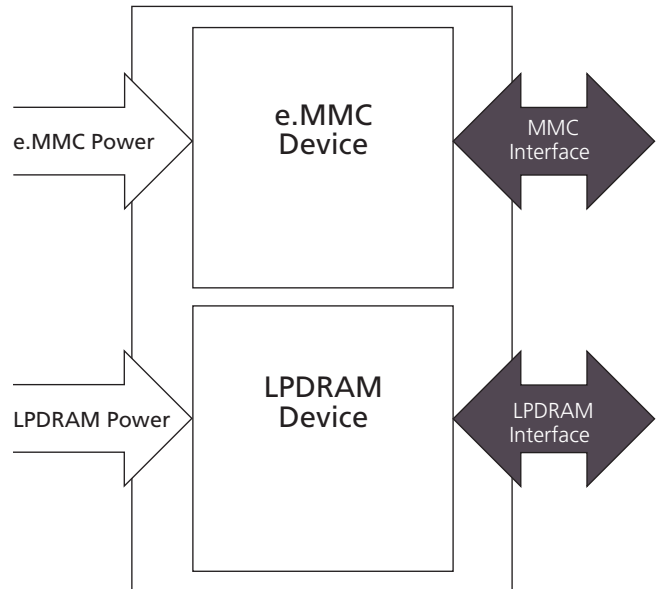 e.MMC
Device
e.MMC Power
MMC
Interface
LPDRAM
Device
LPDRAM Power
LPDRAM
Interface